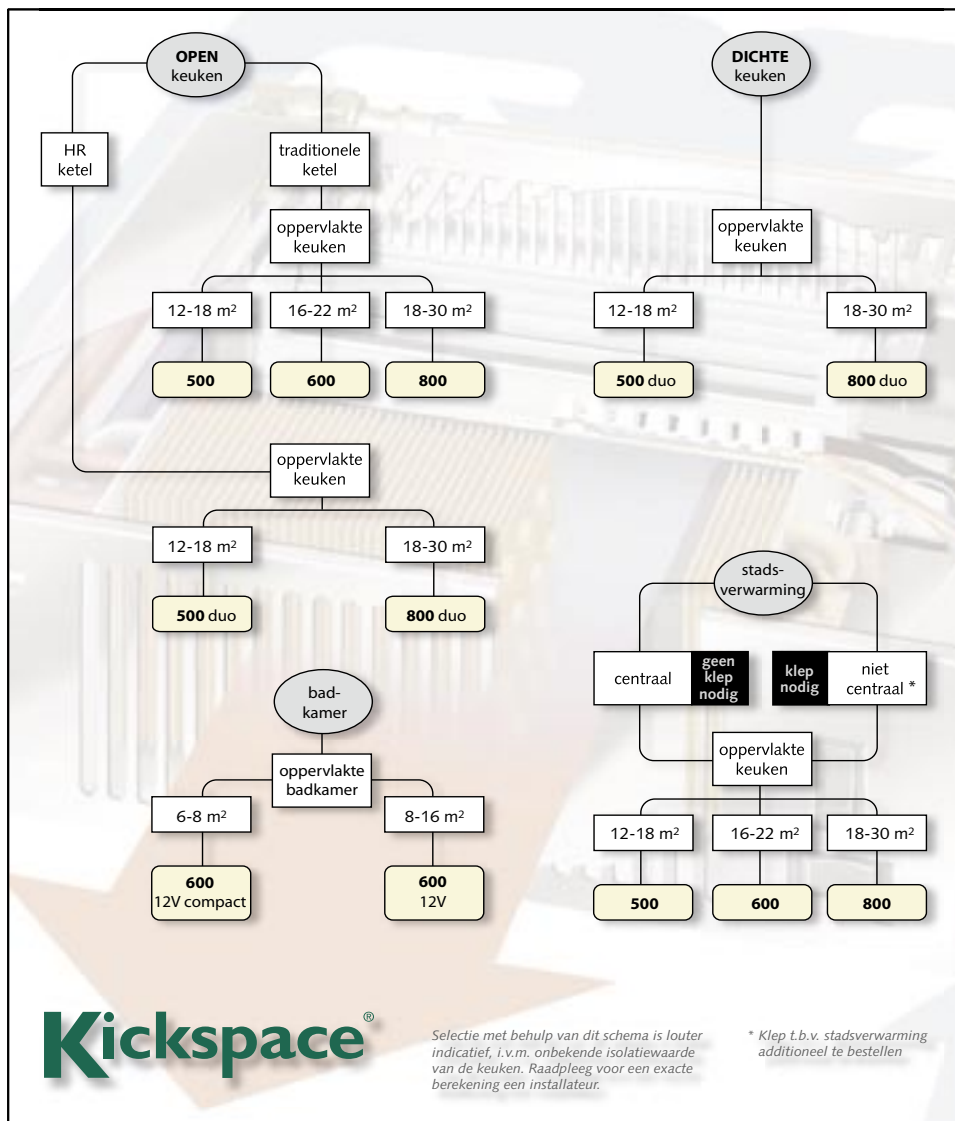 OPEN
keuken
HR
ketel
traditionele
ketel
oppervlakte
keuken
12-18 m²
16-22 m²
18-30 m²
500
600
800
oppervlakte
keuken
12-18 m²
18-30 m²
500 duo
800 duo
DICHTE
keuken
oppervlakte
keuken
12-18 m²
18-30 m²
500 duo
800 duo
bad-
kamer
oppervlakte
badkamer
6-8 m²
8-16 m²
600
12V compact
600
12V
stads-
verwarming
centraal
geen
klep
nodig
klep
nodig
niet
centraal *
oppervlakte
keuken
12-18 m²
16-22 m²
18-30 m²
500
600
800
Kickspace®
Selectie met behulp van dit schema is louter
indicatief, i.v.m. onbekende isolatiewaarde
van de keuken. Raadpleeg voor een exacte
berekening een installateur.
* Klep t.b.v. stadsverwarming
additioneel te bestellen